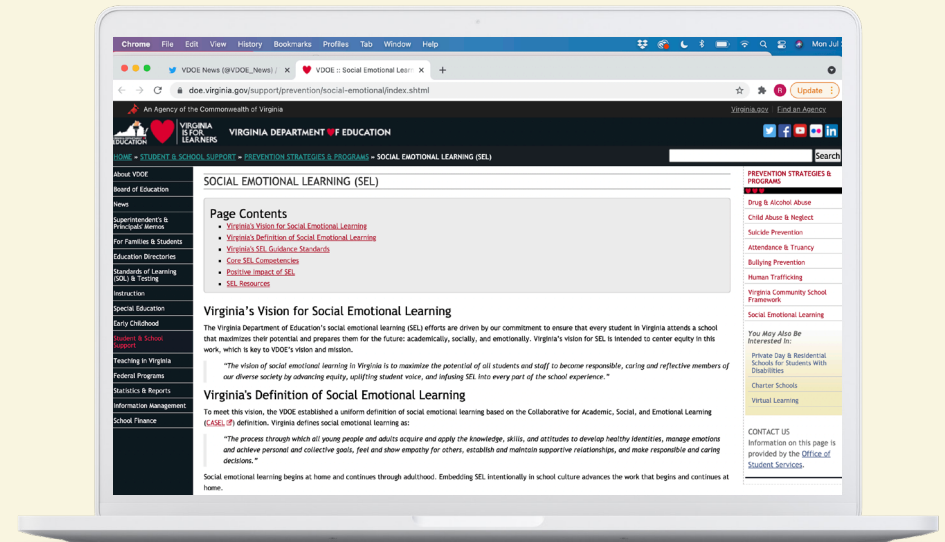 Chrome File Edit View History Bookmarks Profiles Tab Window Help Mon Jul
VDOE News (@VDOE_News) / X
VDOE :: Social Emotional Learn X +
doe.virginia.gov/support/prevention/social-emotional/index.shtml
R Update
An Agency of the Commonwealth of Virginia
Virginia.gov | Find an Agency
EDUCATION
VIRGINIA
IS FOR
LEARNERS
VIRGINIA DEPARTMENT OF EDUCATION
HOME » STUDENT & SCHOOL SUPPORT » PREVENTION STRATEGIES & PROGRAMS » SOCIAL EMOTIONAL LEARNING (SEL)
Search
About VDOE
Board of Education
News
Superintendent's &
Principals' Memos
For Families & Students
Education Directories
Standards of Learning
(SOL) & Testing
Instruction
Special Education
Early Childhood
Student & School
Support
Teaching in Virginia
Federal Programs
Statistics & Reports
Information Management
School Finance
SOCIAL EMOTIONAL LEARNING (SEL)
Page Contents
Virginia's Vision for Social Emotional Learning
Virginia's Definition of Social Emotional Learning
Virginia's SEL Guidance Standards
Core SEL Competencies
Positive Impact of SEL
SEL Resources
Virginia's Vision for Social Emotional Learning
The Virginia Department of Education's social emotional learning (SEL) efforts are driven by our commitment to ensure that every student in Virginia attends a school
that maximizes their potential and prepares them for the future: academically, socially, and emotionally. Virginia's vision for SEL is intended to center equity in this
work, which is key to VDOE's vision and mission.
"The vision of social emotional learning in Virginia is to maximize the potential of all students and staff to become responsible, caring and reflective members of
our diverse society by advancing equity, uplifting student voice, and infusing SEL into every part of the school experience."
Virginia's Definition of Social Emotional Learning
To meet this vision, the VDOE established a uniform definition of social emotional learning based on the Collaborative for Academic, Social, and Emotional Learning
(CASEL) definition. Virginia defines social emotional learning as:
"The process through which all young people and adults acquire and apply the knowledge, skills, and attitudes to develop healthy identities, manage emotions
and achieve personal and collective goals, feel and show empathy for others, establish and maintain supportive relationships, and make responsible and caring
decisions."
Social emotional learning begins at home and continues through adulthood. Embedding SEL intentionally in school culture advances the work that begins and continues at
home.
PREVENTION STRATEGIES &
PROGRAMS
Drug & Alcohol Abuse
Child Abuse & Neglect
Suicide Prevention
Attendance & Truancy
Bullying Prevention
Human Trafficking
Virginia Community School
Framework
Social Emotional Learning
You May Also Be
Interested In:
Private Day & Residential
Schools for Students With
Disabilities
Charter Schools
Virtual Learning
CONTACT US
Information on this page is
provided by the Office of
Student Services.